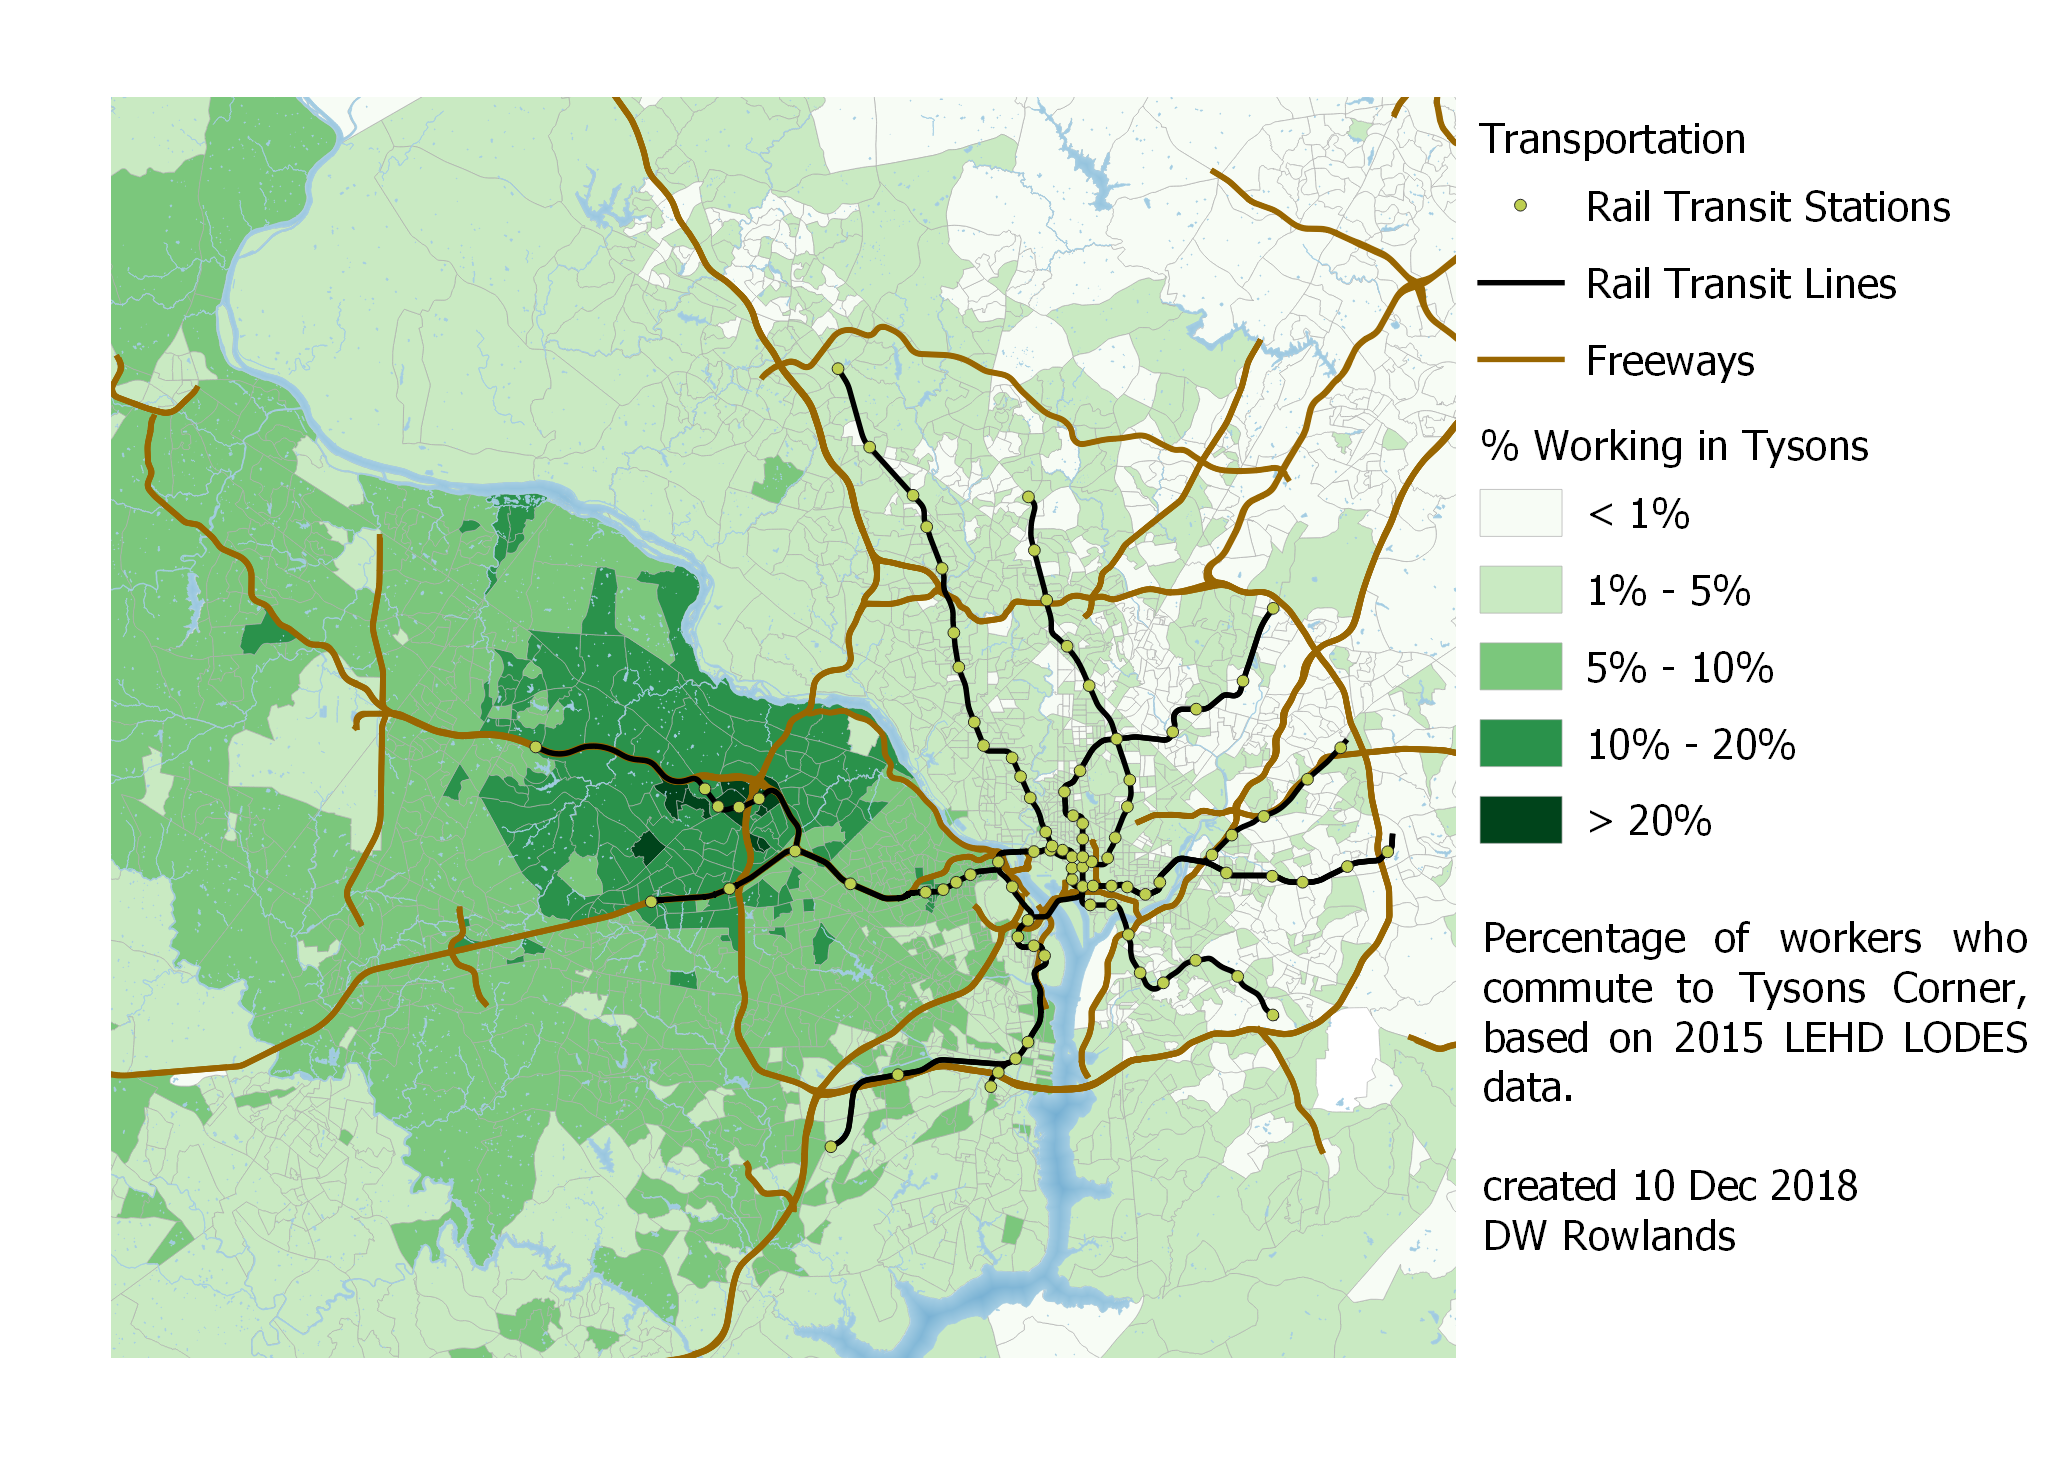 Transportation
Rail Transit Stations
Rail Transit Lines
Freeways
% Working in Tysons
< 1%
1% - 5%
5% - 10%
10% - 20%
> 20%
Percentage of workers who
commute to Tysons Corner,
based on 2015 LEHD LODES
data.
created 10 Dec 2018
DW Rowlands